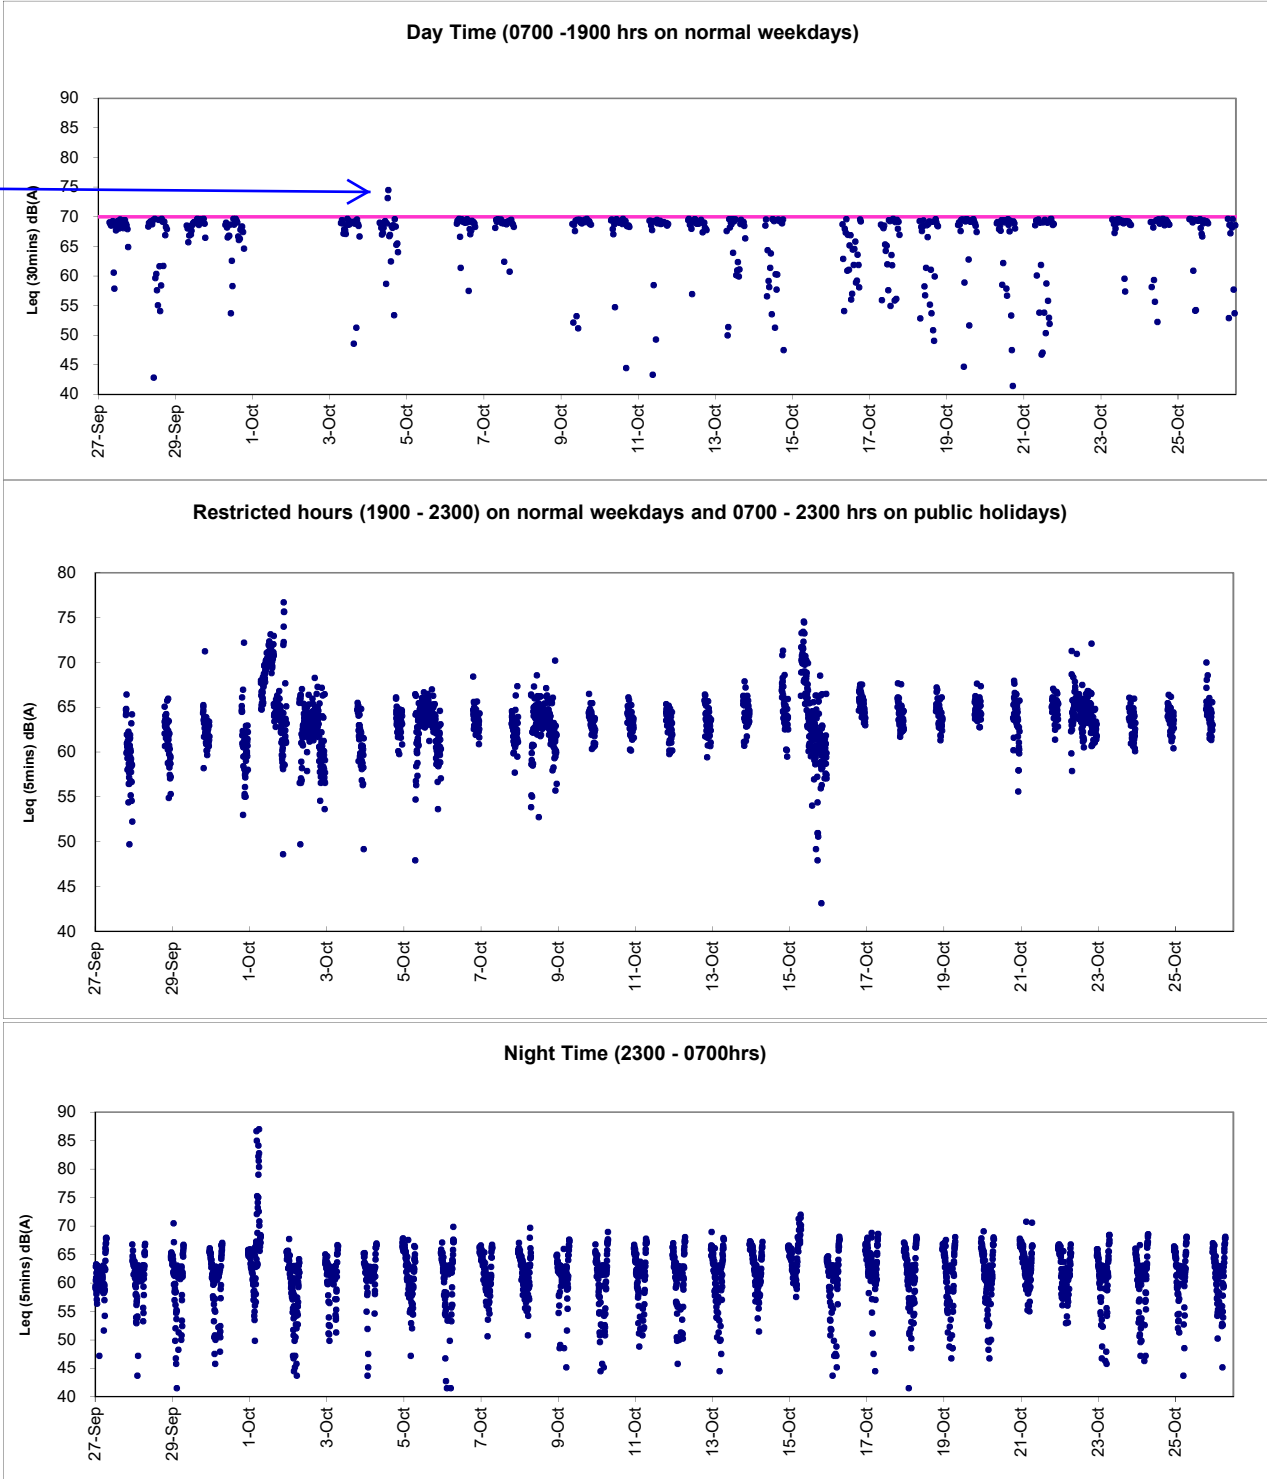 Day Time (0700 -1900 hrs on normal weekdays)
Leq (30mins) dB(A)
90
85
80
75
70
65
60
55
50
45
40
27-Sep
29-Sep
1-Oct
3-Oct
5-Oct
7-Oct
9-Oct
11-Oct
13-Oct
15-Oct
17-Oct
19-Oct
21-Oct
23-Oct
25-Oct
Restricted hours (1900 - 2300) on normal weekdays and 0700 - 2300 hrs on public holidays)
Leq (5mins) dB(A)
80
75
70
65
60
55
50
45
40
27-Sep
29-Sep
1-Oct
3-Oct
5-Oct
7-Oct
9-Oct
11-Oct
13-Oct
15-Oct
17-Oct
19-Oct
21-Oct
23-Oct
25-Oct
Night Time (2300 - 0700hrs)
Leq (5mins) dB(A)
90
85
80
75
70
65
60
55
50
45
40
27-Sep
29-Sep
1-Oct
3-Oct
5-Oct
7-Oct
9-Oct
11-Oct
13-Oct
15-Oct
17-Oct
19-Oct
21-Oct
23-Oct
25-Oct